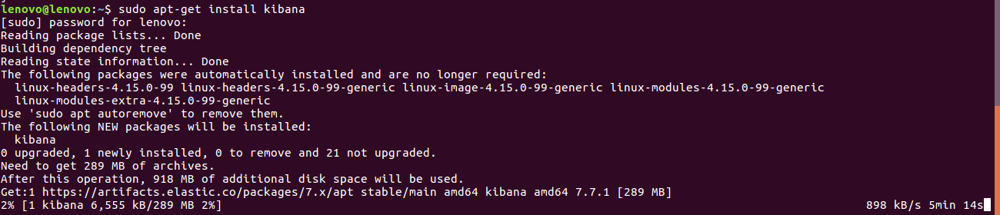 lenovo@lenovo:~$ sudo apt-get install kibana
[sudo] password for lenovo:
Reading package lists... Done
Building dependency tree
Reading state information... Done
The following packages were automatically installed and are no longer required:
  linux-headers-4.15.0-99 linux-headers-4.15.0-99-generic linux-image-4.15.0-99-generic linux-modules-4.15.0-99-generic
  linux-modules-extra-4.15.0-99-generic
Use 'sudo apt autoremove' to remove them.
The following NEW packages will be installed:
  kibana
0 upgraded, 1 newly installed, 0 to remove and 21 not upgraded.
Need to get 289 MB of archives.
After this operation, 918 MB of additional disk space will be used.
Get:1 https://artifacts.elastic.co/packages/7.x/apt stable/main amd64 kibana amd64 7.7.1 [289 MB]
2% [1 kibana 6,555 kB/289 MB 2%] 898 kB/s 5min 14s